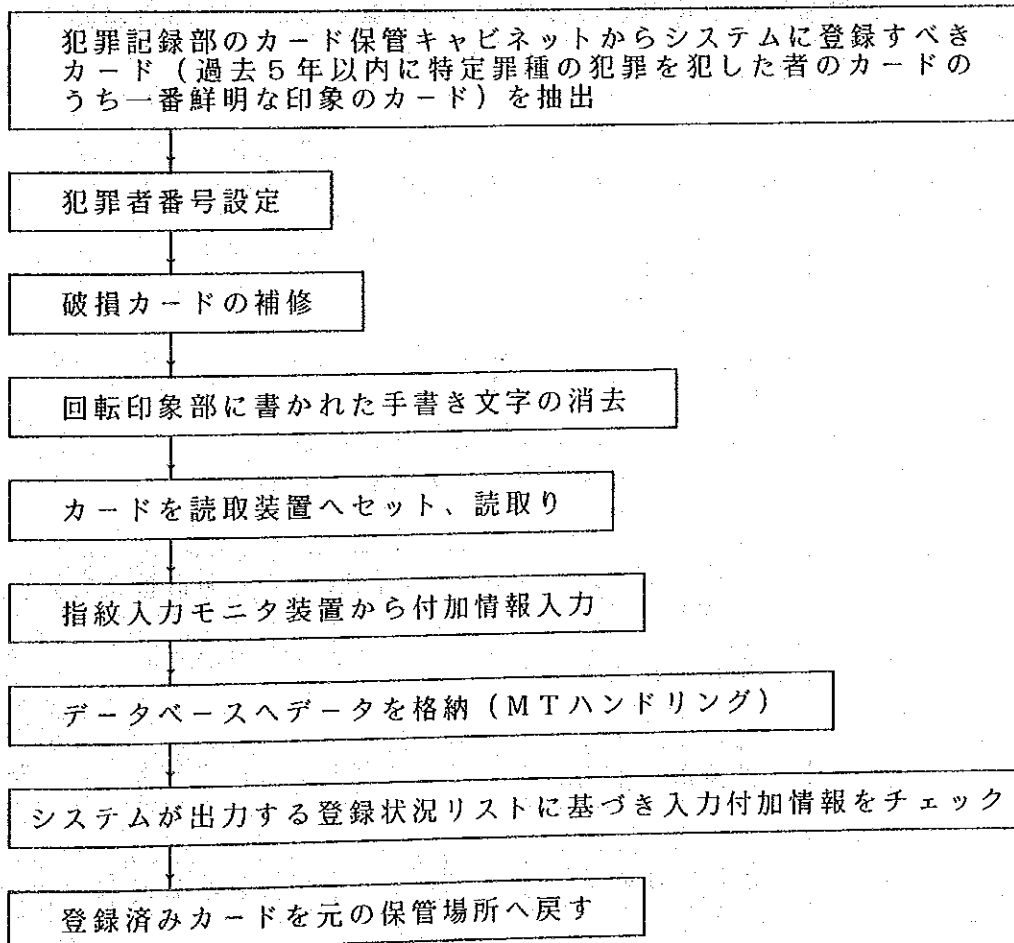 犯罪記録部のカード保管キャビネットからシステムに登録すべき
カード（過去5年以内に特定罪種の犯罪を犯した者のカードの
うち一番鮮明な印象のカード）を抽出
犯罪者番号設定
破損カードの補修
回転印象部に書かれた手書き文字の消去
カードを読取装置へセット、読取り
指紋入力モニタ装置から付加情報入力
データベースへデータを格納（MTハンドリング）
システムが出力する登録状況リストに基づき入力付加情報をチェック
登録済みカードを元の保管場所へ戻す